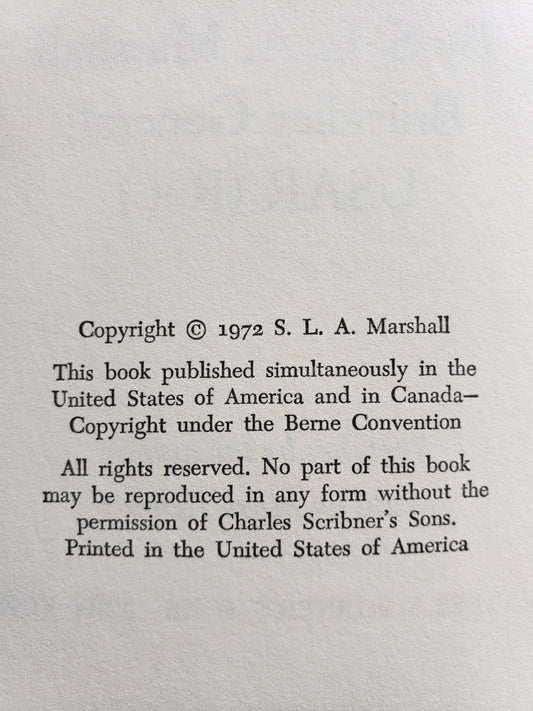 Copyright © 1972 S. L. A. Marshall
This book published simultaneously in the
United States of America and in Canada—
Copyright under the Berne Convention
All rights reserved. No part of this book
may be reproduced in any form without the
permission of Charles Scribner's Sons.
Printed in the United States of America